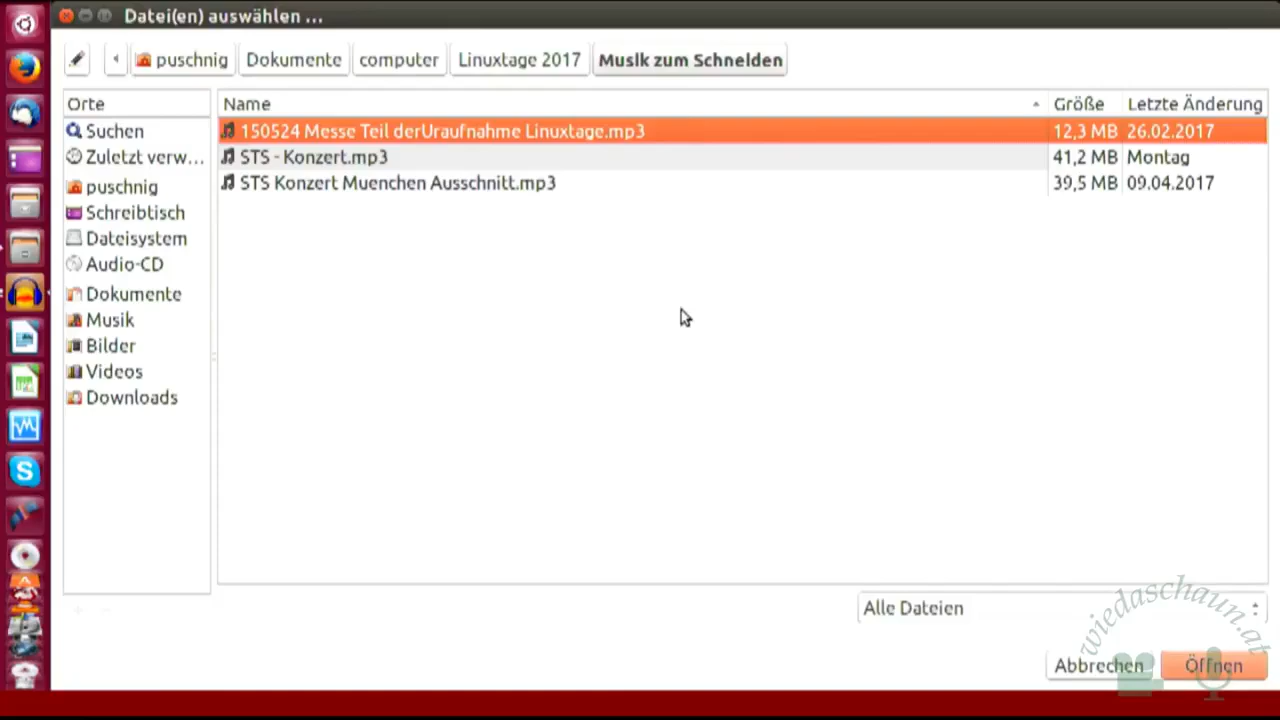 Datei(en) auswählen ...
puschnig Dokumente computer Linuxtage 2017 Musik zum Schneiden
Orte
Suchen
Zuletzt verw...
puschnig
Schreibtisch
Dateisystem
Audio-CD
Dokumente
Musik
Bilder
Videos
Downloads
Name Größe Letzte Änderung
150524 Messe Teil derUraufnahme Linuxtage.mp3 12,3 MB 26.02.2017
STS - Konzert.mp3 41,2 MB Montag
STS Konzert Muenchen Ausschnitt.mp3 39,5 MB 09.04.2017
Alle Dateien
wiedaschaun.at
Abbrechen Öffnen